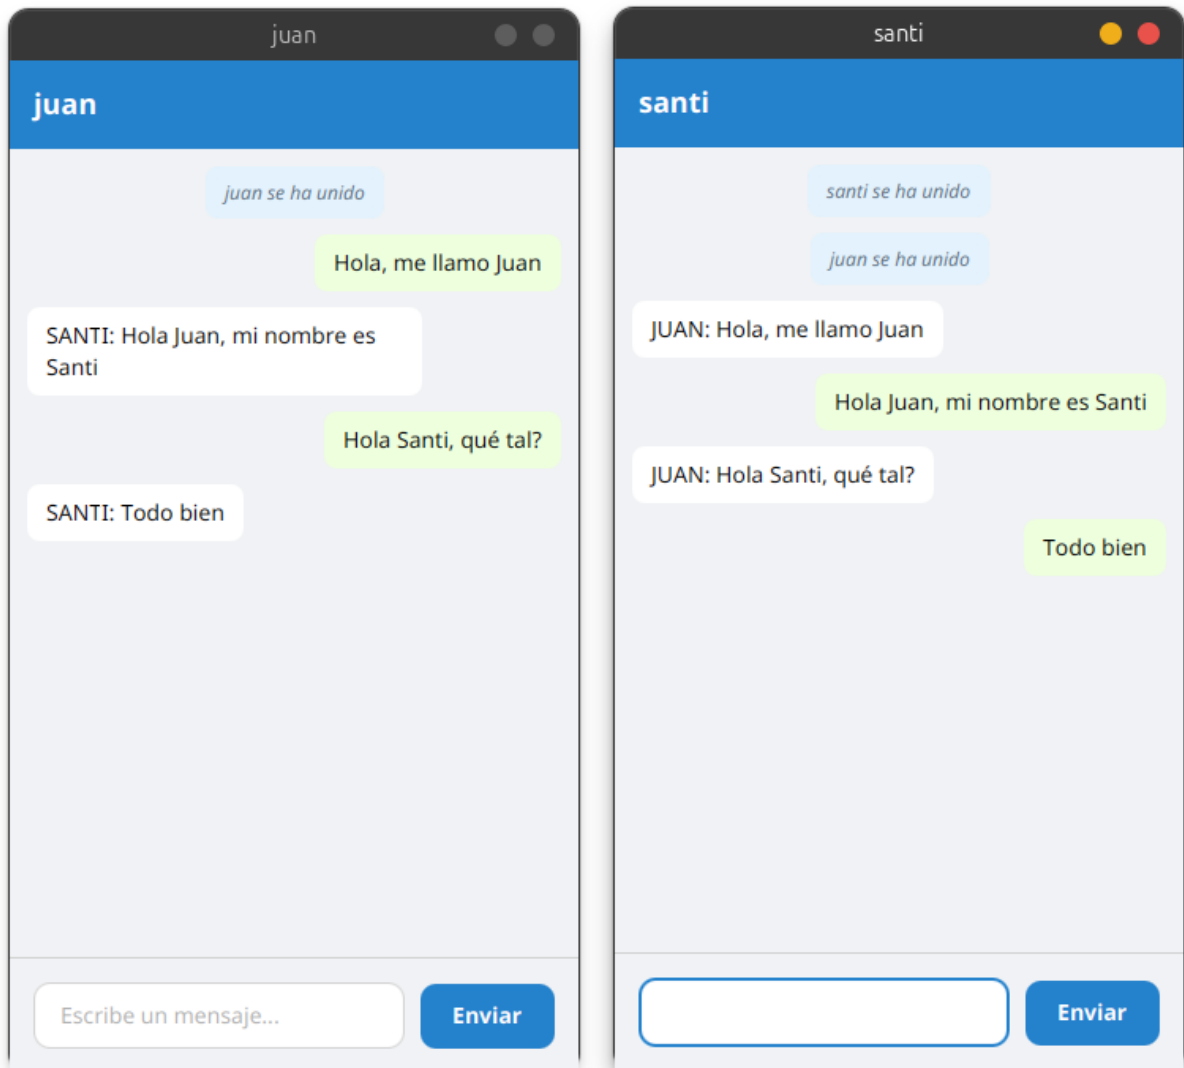 juan
juan
juan se ha unido
Hola, me llamo Juan
SANTI: Hola Juan, mi nombre es
Santi
Hola Santi, qué tal?
SANTI: Todo bien
Escribe un mensaje...
Enviar
santi
santi
santi se ha unido
juan se ha unido
JUAN: Hola, me llamo Juan
Hola Juan, mi nombre es Santi
JUAN: Hola Santi, qué tal?
Todo bien
Enviar